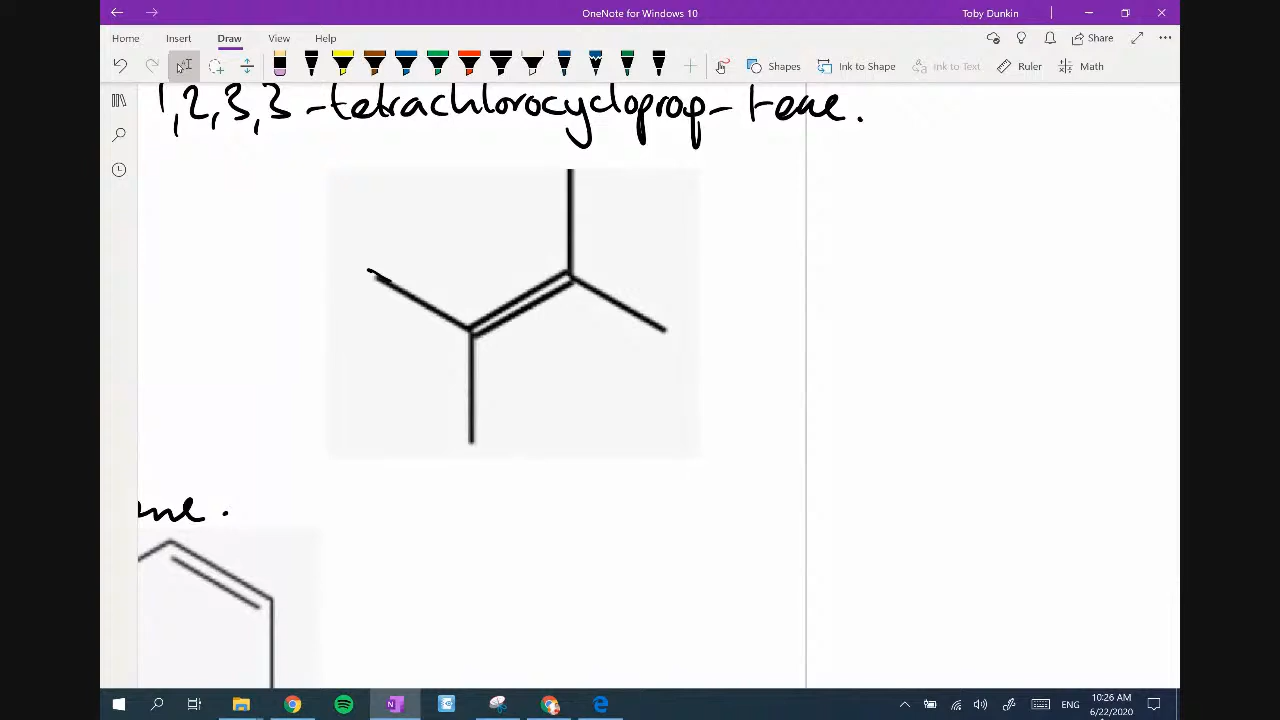 OneNote for Windows 10
Toby Dunkin
Home Insert Draw View Help
Share
Shapes Ink to Shape Ink to Text Ruler Math
1,2,3,3-tetrachlorocycloprop-1-ene.
ene.
10:26 AM
ENG
6/22/2020